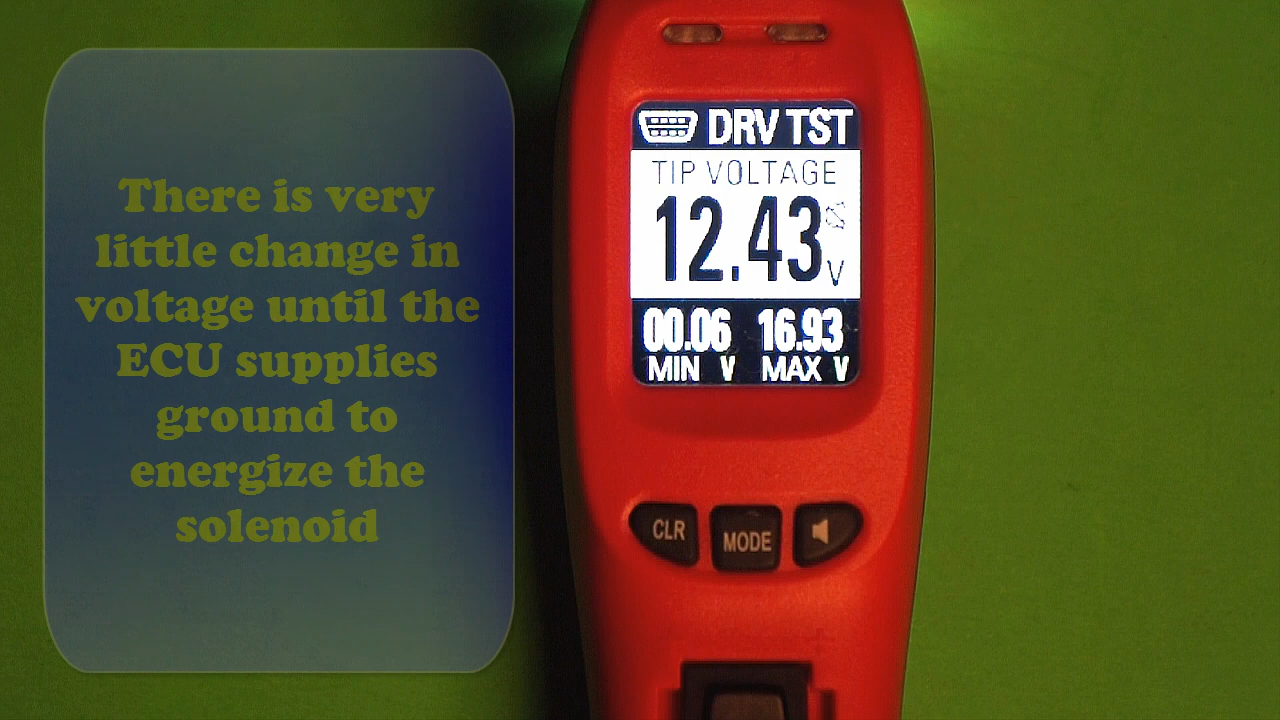 There is very
little change in
voltage until the
ECU supplies
ground to
energize the
solenoid
DRV TST
TIP VOLTAGE
12.43 V
00.06 16.93
MIN V MAX V
CLR
MODE